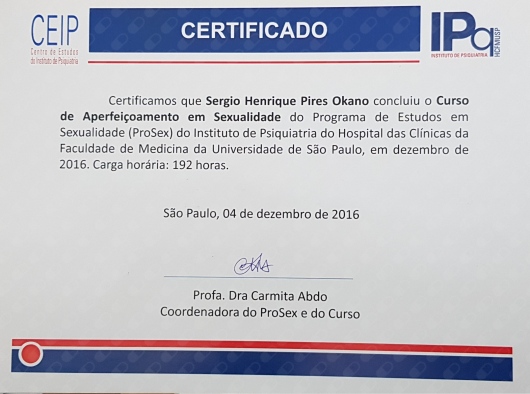 CEIP
Centro de Estudos
do Instituto de Psiquiatria
CERTIFICADO
IPq
INSTITUTO DE PSIQUIATRIA
HCFMUSP
Certificamos que Sergio Henrique Pires Okano concluiu o Curso
de Aperfeiçoamento em Sexualidade do Programa de Estudos em
Sexualidade (ProSex) do Instituto de Psiquiatria do Hospital das Clínicas da
Faculdade de Medicina da Universidade de São Paulo, em dezembro de
2016. Carga horária: 192 horas.
São Paulo, 04 de dezembro de 2016
Profa. Dra Carmita Abdo
Coordenadora do ProSex e do Curso